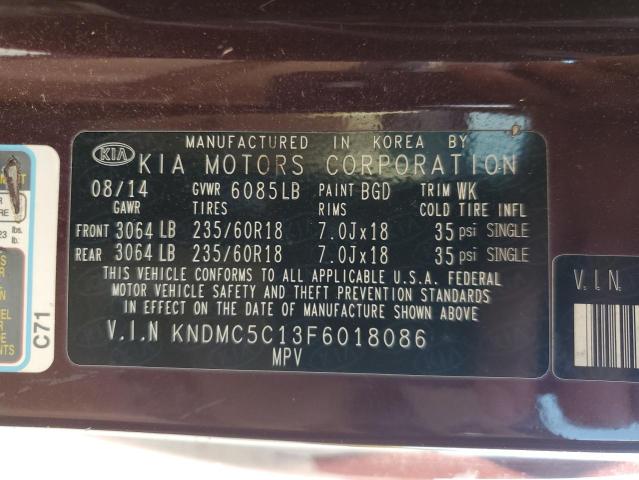 MANUFACTURED IN KOREA BY
KIA KIA MOTORS CORPORATION
08/14 GVWR 6085LB PAINT BGD TRIM WK
GAWR TIRES RIMS COLD TIRE INFL
FRONT 3064 LB 235/60R18 7.0Jx18 35 psi SINGLE
REAR 3064 LB 235/60R18 7.0Jx18 35 psi SINGLE
THIS VEHICLE CONFORMS TO ALL APPLICABLE U.S.A. FEDERAL
MOTOR VEHICLE SAFETY AND THEFT PREVENTION STANDARDS
IN EFFECT ON THE DATE OF MANUFACTURE SHOWN ABOVE.
V.I.N KNDMC5C13F6018086
MPV
C71
V.I.N.